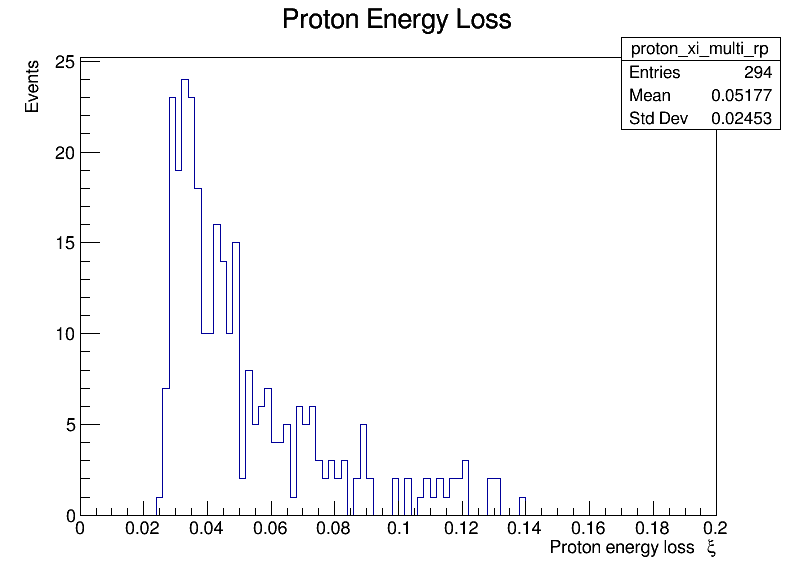 Proton Energy Loss
proton_xi_multi_rp
Entries 294
Mean 0.05177
Std Dev 0.02453
Events
25
20
15
10
5
0
0 0.02 0.04 0.06 0.08 0.1 0.12 0.14 0.16 0.18 0.2
Proton energy loss ξ